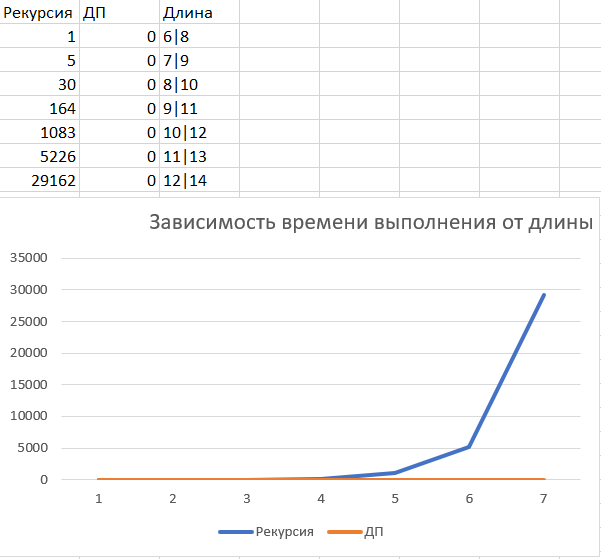 Рекурсия ДП Длина
1 0 6|8
5 0 7|9
30 0 8|10
164 0 9|11
1083 0 10|12
5226 0 11|13
29162 0 12|14
Зависимость времени выполнения от длины
35000
30000
25000
20000
15000
10000
5000
0
1 2 3 4 5 6 7
Рекурсия ДП